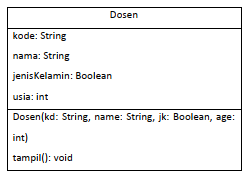 Dosen
kode: String
nama: String
jenisKelamin: Boolean
usia: int
Dosen(kd: String, name: String, jk: Boolean, age:
int)
tampil(): void